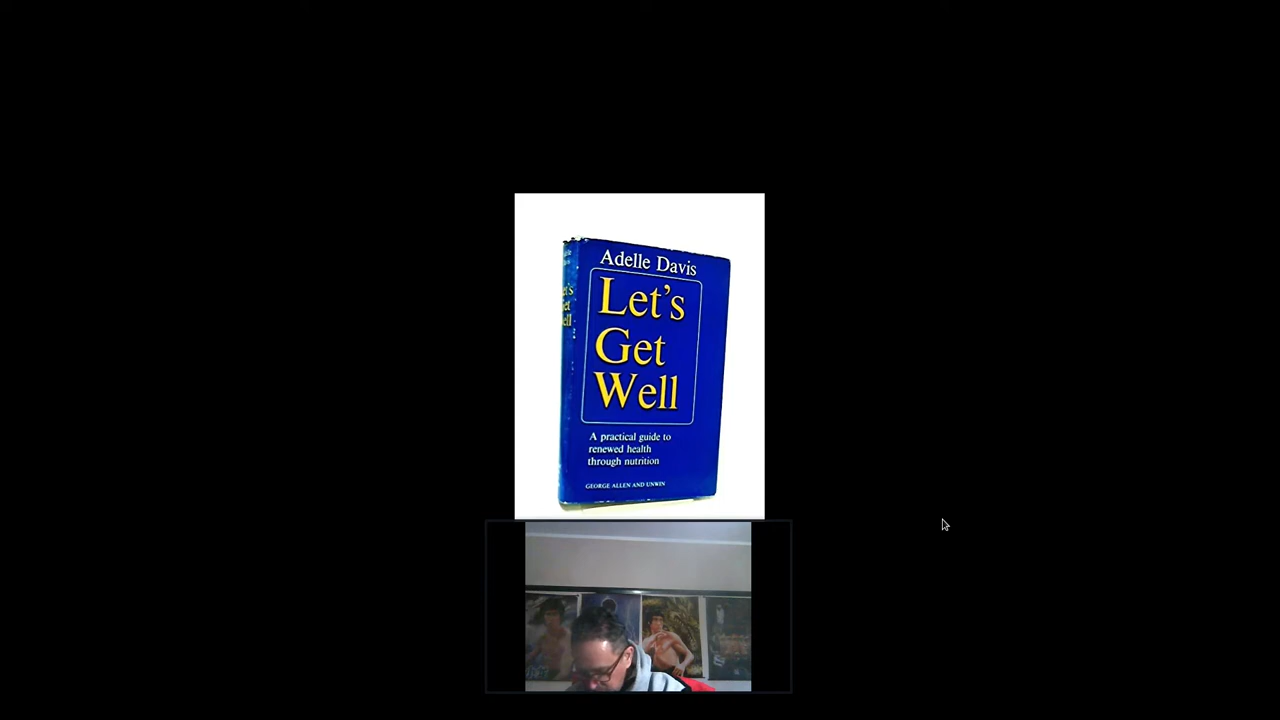 Adelle Davis
Let's
Get
Well
A practical guide to
renewed health
through nutrition
GEORGE ALLEN AND UNWIN